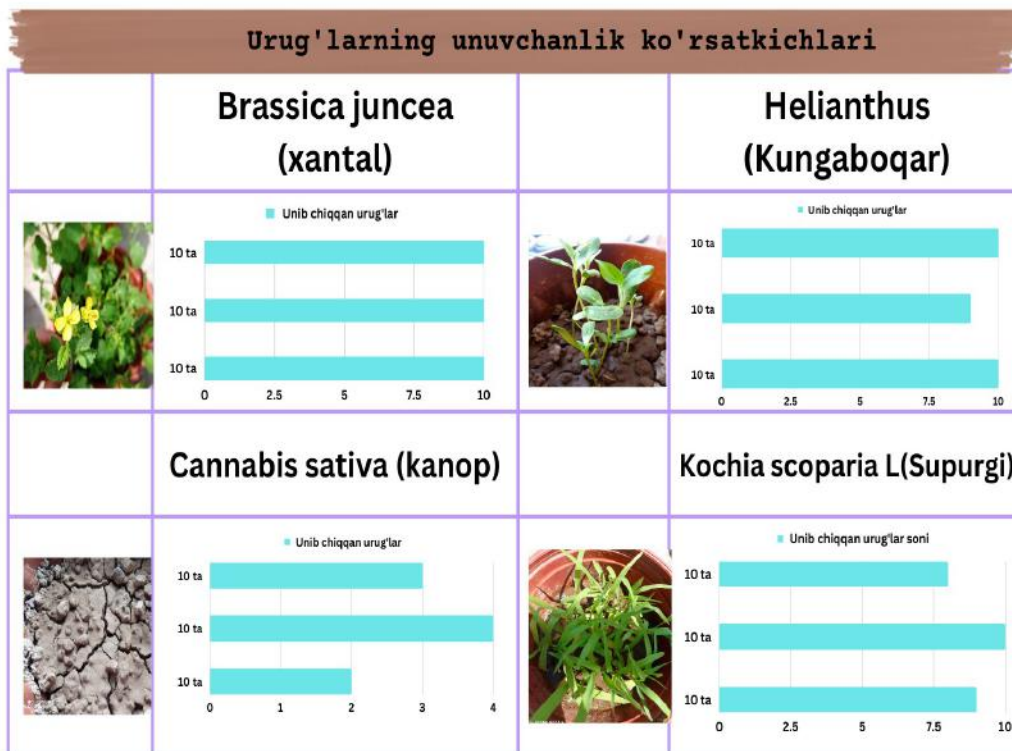 Urug'larning unuvchanlik ko'rsatkichlari
Brassica juncea
(xantal)
Helianthus
(Kungaboqar)
Unib chiqqan urug'lar
10 ta
10 ta
10 ta
0 2.5 5 7.5 10
Unib chiqqan urug'lar
10 ta
10 ta
10 ta
0 2.5 5 7.5 10
Cannabis sativa (kanop)
Kochia scoparia L(Supurgi)
Unib chiqqan urug'lar
10 ta
10 ta
10 ta
0 1 2 3 4
Unib chiqqan urug'lar soni
10 ta
10 ta
10 ta
0 2.5 5 7.5 10